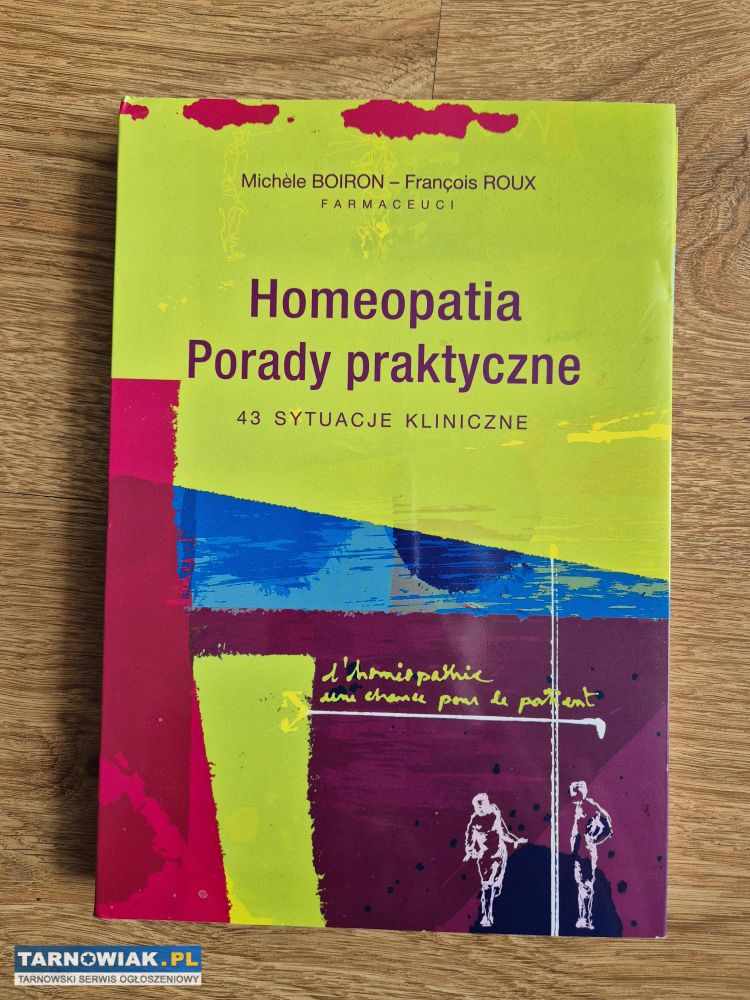 Michèle BOIRON – François ROUX
FARMACEUCI
Homeopatia
Porady praktyczne
43 SYTUACJE KLINICZNE
l'homéopathie
une chance pour le patient
TARNOWIAK.PL
TARNOWSKI SERWIS OGŁOSZENIOWY